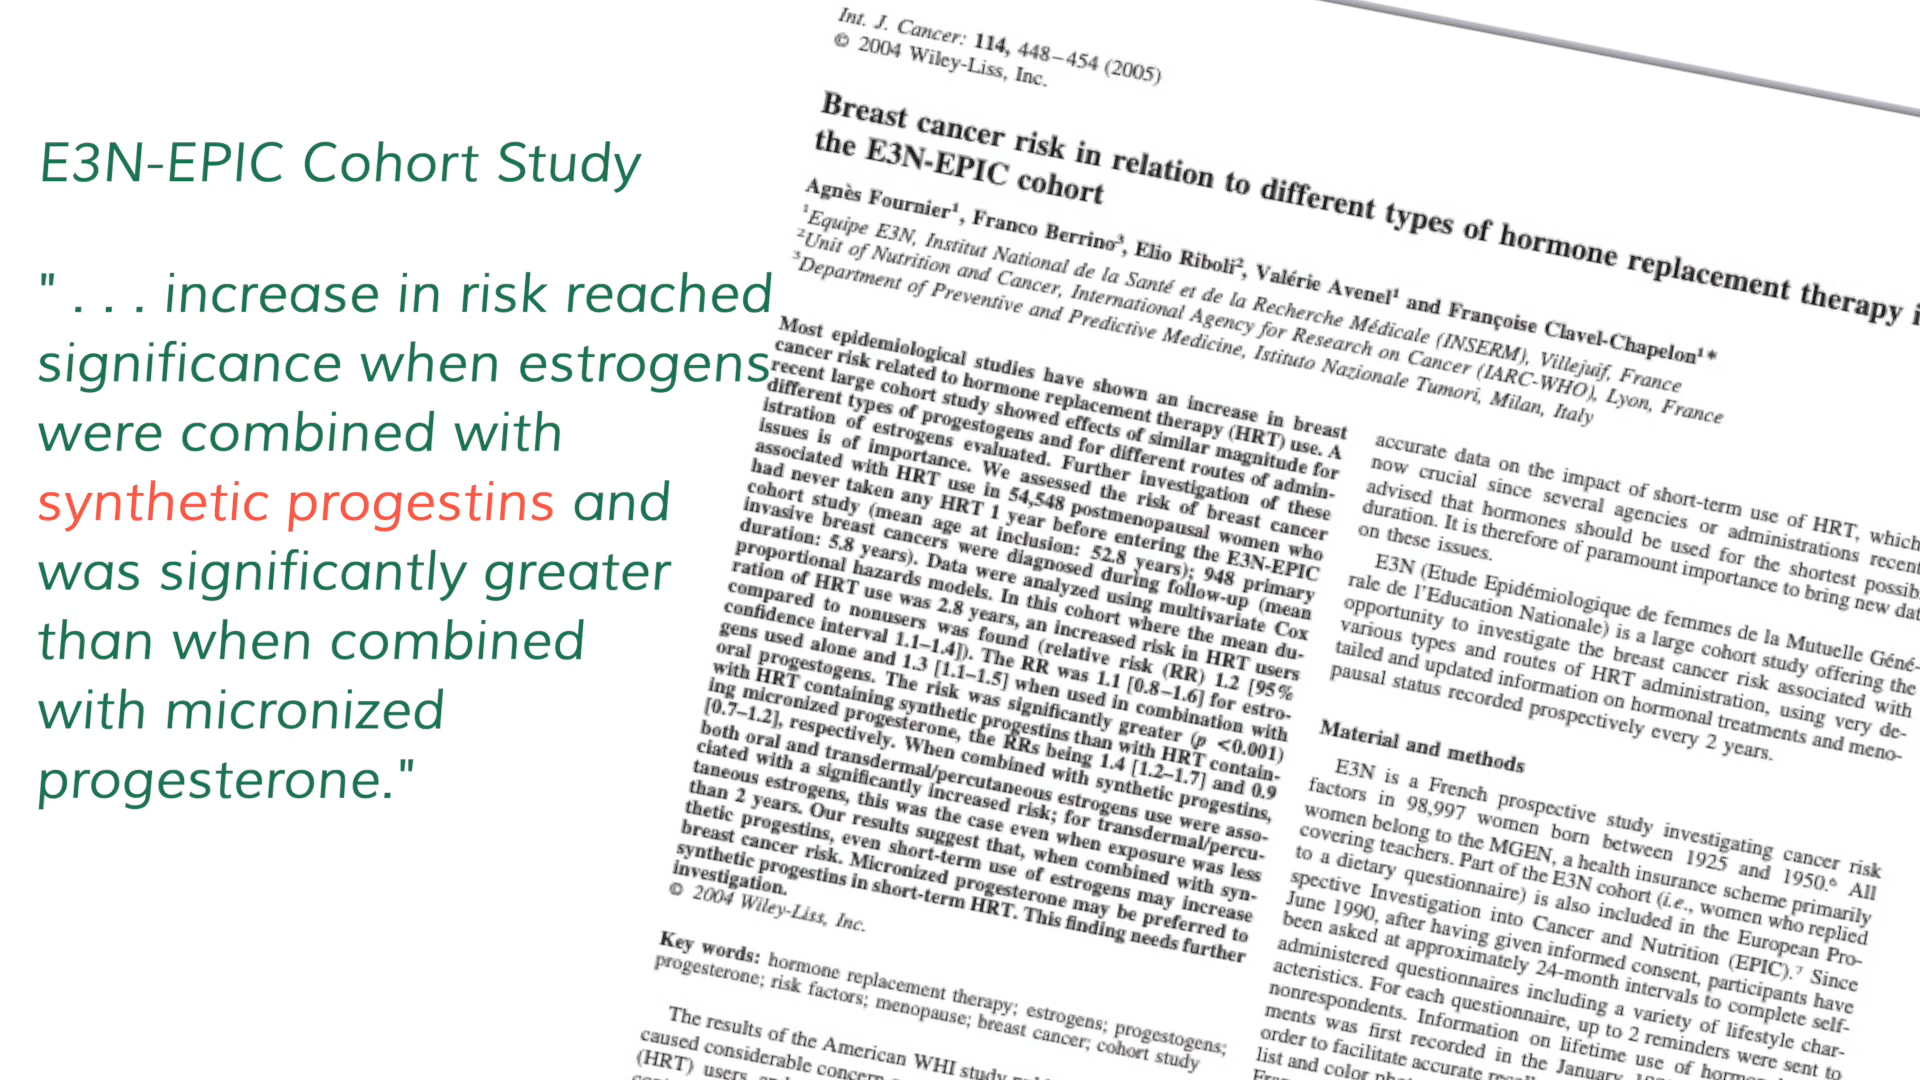 E3N-EPIC Cohort Study
" . . . increase in risk reached
significance when estrogens
were combined with
synthetic progestins and
was significantly greater
than when combined
with micronized
progesterone."
Int. J. Cancer: 114, 448–454 (2005)
© 2004 Wiley-Liss, Inc.
Breast cancer risk in relation to different types of hormone replacement therapy
the E3N-EPIC cohort
Agnès Fournier1, Franco Berrino3, Elio Riboli2, Valérie Avenel1 and Françoise Clavel-Chapelon1*
1Equipe E3N, Institut National de la Santé et de la Recherche Médicale (INSERM), Villejuif, France
2Unit of Nutrition and Cancer, International Agency for Research on Cancer (IARC-WHO), Lyon, France
3Department of Preventive and Predictive Medicine, Istituto Nazionale Tumori, Milan, Italy
Most epidemiological studies have shown an increase in breast
cancer risk related to hormone replacement therapy (HRT) use. A
recent large cohort study showed effects of similar magnitude for
different types of progestogens and for different routes of admin-
istration of estrogens evaluated. Further investigation of these
issues is of importance. We assessed the risk of breast cancer
associated with HRT use in 54,548 postmenopausal women who
had never taken any HRT 1 year before entering the E3N-EPIC
cohort study (mean age at inclusion: 52.8 years); 948 primary
invasive breast cancers were diagnosed during follow-up (mean
duration: 5.8 years). Data were analyzed using multivariate Cox
proportional hazards models. In this cohort where the mean du-
ration of HRT use was 2.8 years, an increased risk in HRT users
compared to nonusers was found (relative risk (RR) 1.2 [95%
confidence interval 1.1–1.4]). The RR was 1.1 [0.8–1.6] for estro-
gens used alone and 1.3 [1.1–1.5] when used in combination with
oral progestogens. The risk was significantly greater (p <0.001)
with HRT containing synthetic progestins than with HRT contain-
ing micronized progesterone, the RRs being 1.4 [1.2–1.7] and 0.9
[0.7–1.2], respectively. When combined with synthetic progestins,
both oral and transdermal/percutaneous estrogens use were asso-
ciated with a significantly increased risk; for transdermal/percu-
taneous estrogens, this was the case even when exposure was less
than 2 years. Our results suggest that, when combined with syn-
thetic progestins, even short-term use of estrogens may increase
breast cancer risk. Micronized progesterone may be preferred to
synthetic progestins in short-term HRT. This finding needs further
investigation.
© 2004 Wiley-Liss, Inc.
Key words: hormone replacement therapy; estrogens; progestogens;
progesterone; risk factors; menopause; breast cancer; cohort study
The results of the American WHI study
caused considerable concern
(HRT) users
accurate data on the impact of short-term use of HRT, which
now crucial since several agencies or administrations recent
advised that hormones should be used for the shortest possib
duration. It is therefore of paramount importance to bring new dat
on these issues.
E3N (Etude Epidémiologique de femmes de la Mutuelle Géné-
rale de l'Education Nationale) is a large cohort study offering the
opportunity to investigate the breast cancer risk associated with
various types and routes of HRT administration, using very de-
tailed and updated information on hormonal treatments and meno-
pausal status recorded prospectively every 2 years.
Material and methods
E3N is a French prospective study investigating cancer risk
factors in 98,997 women born between 1925 and 1950.6 All
women belong to the MGEN, a health insurance scheme primarily
covering teachers. Part of the E3N cohort (i.e., women who replied
to a dietary questionnaire) is also included in the European Pro-
spective Investigation into Cancer and Nutrition (EPIC).7 Since
June 1990, after having given informed consent, participants have
been asked at approximately 24-month intervals to complete self-
administered questionnaires including a variety of lifestyle char-
acteristics. For each questionnaire, up to 2 reminders were sent to
nonrespondents. Information on lifetime use of
ments was first recorded in the January
order to facilitate accurate
list and color